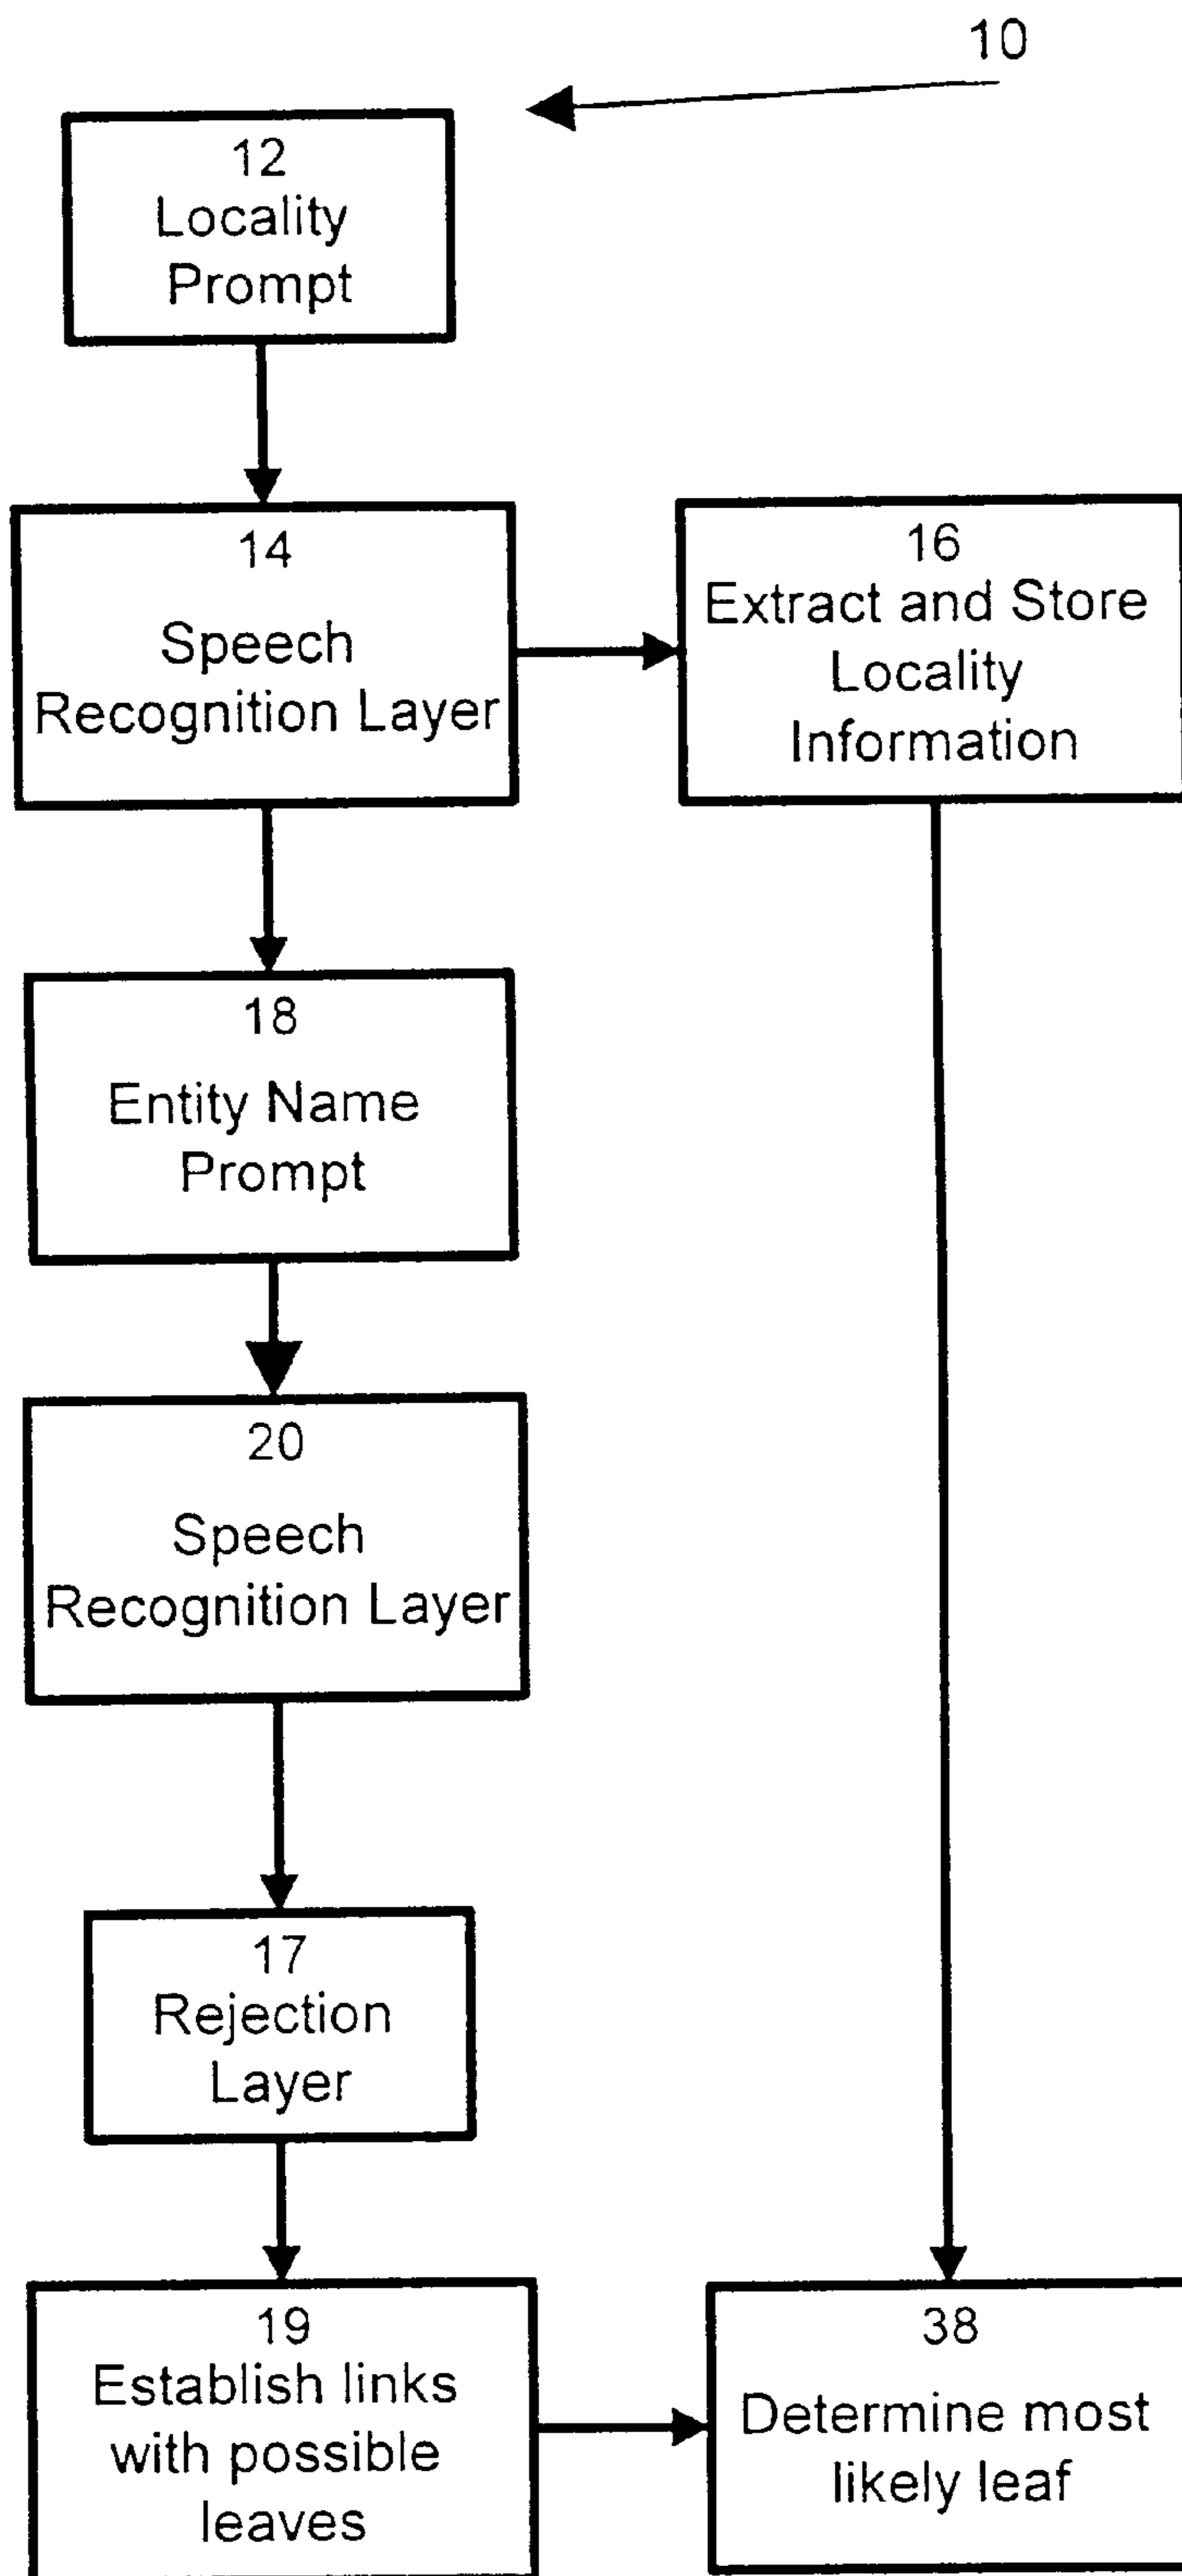 10
12
Locality
Prompt
14
Speech
Recognition Layer
16
Extract and Store
Locality
Information
18
Entity Name
Prompt
20
Speech
Recognition Layer
17
Rejection
Layer
19
Establish links
with possible
leaves
38
Determine most
likely leaf